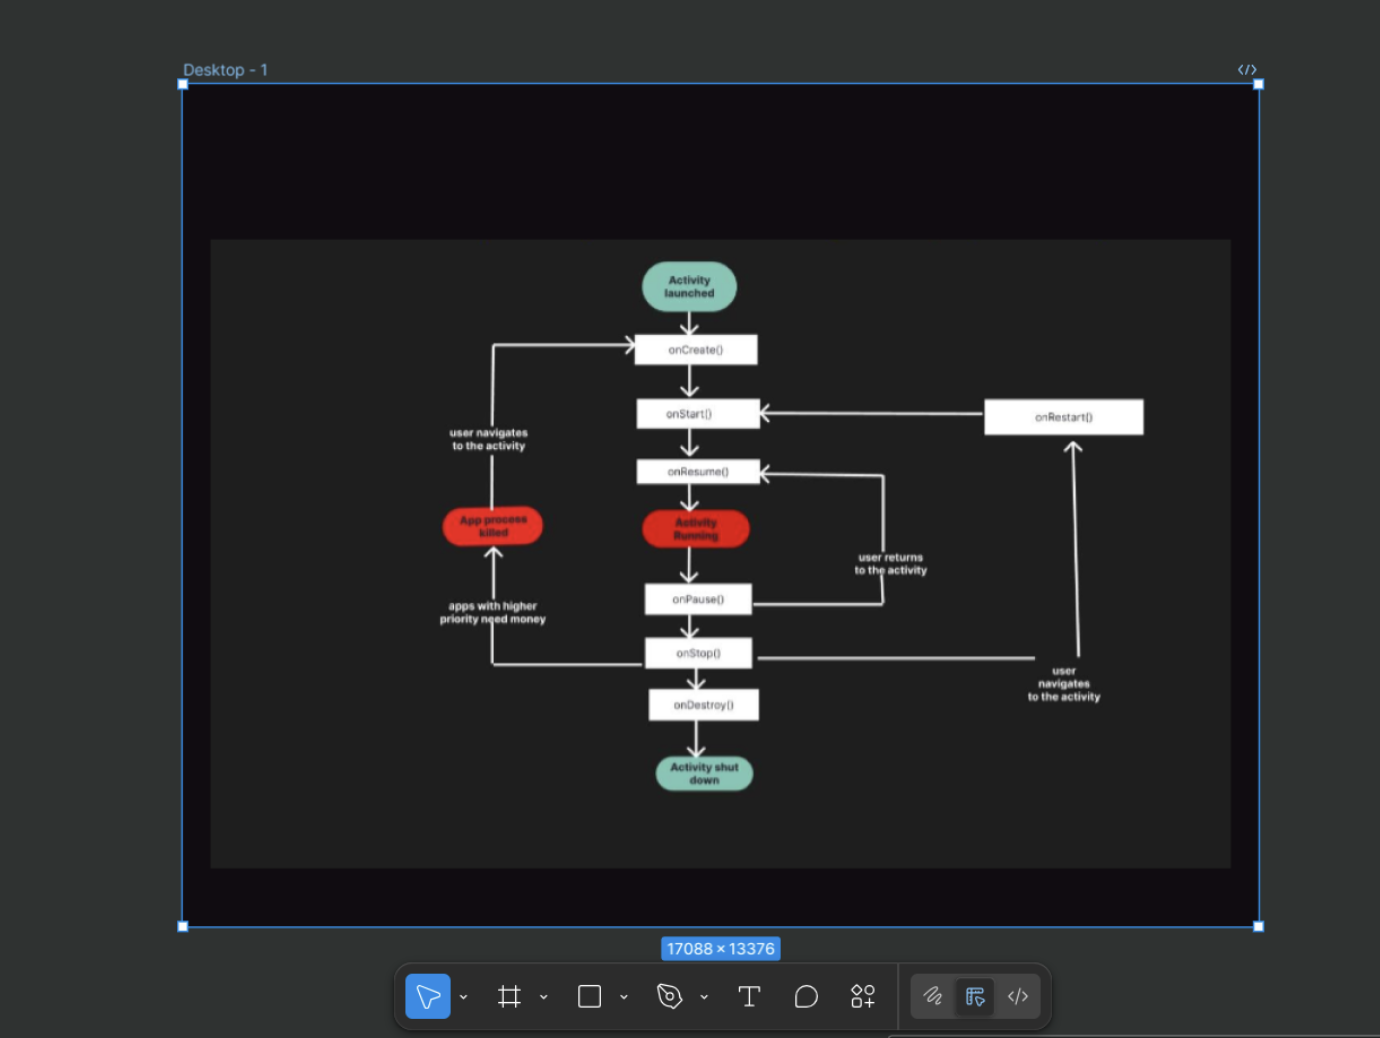 Desktop - 1
</>
Activity
launched
onCreate()
onStart()
onRestart()
user navigates
to the activity
onResume()
App process
killed
Activity
Running
user returns
to the activity
onPause()
apps with higher
priority need money
onStop()
user
navigates
to the activity
onDestroy()
Activity shut
down
17088 × 13376